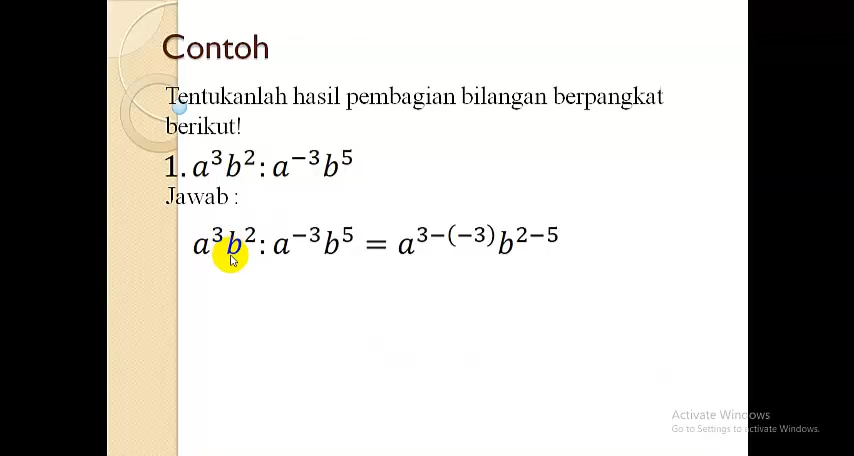 Contoh
Tentukanlah hasil pembagian bilangan berpangkat
berikut!
1. a³b² : a⁻³b⁵
Jawab :
a³b² : a⁻³b⁵ = a³⁻⁽⁻³⁾b²⁻⁵
Activate Windows
Go to Settings to activate Windows.